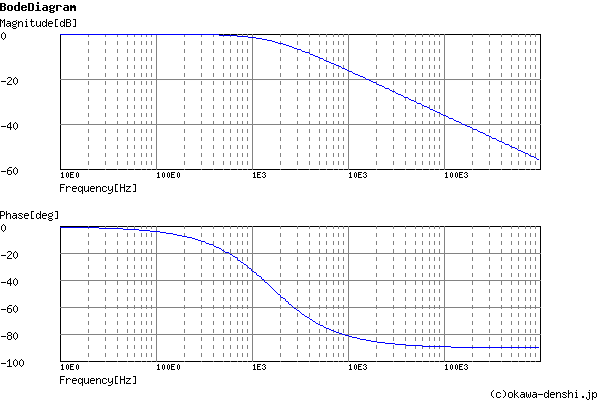 BodeDiagram
Magnitude[dB]
0
-20
-40
-60
10E0 100E0 1E3 10E3 100E3
Frequency[Hz]
Phase[deg]
0
-20
-40
-60
-80
-100
10E0 100E0 1E3 10E3 100E3
Frequency[Hz]
(c)okawa-denshi.jp